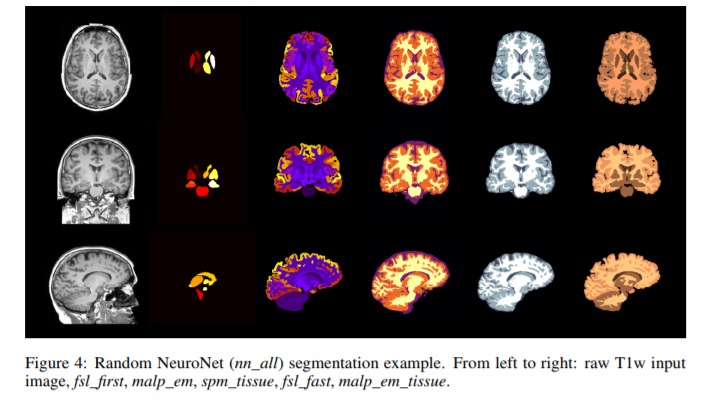 Figure 4: Random NeuroNet (nn_all) segmentation example. From left to right: raw T1w input
image, fsl_first, malp_em, spm_tissue, fsl_fast, malp_em_tissue.